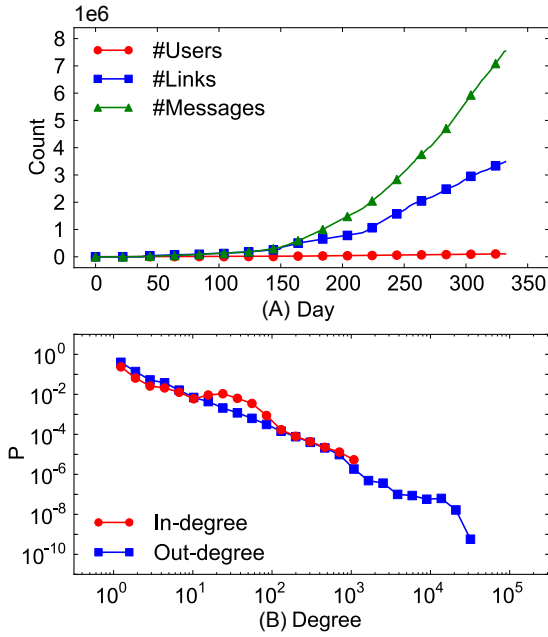 1e6
8
7
6
5
4
3
2
1
0
Count
#Users
#Links
#Messages
0 50 100 150 200 250 300 350
(A) Day
10^0
10^-2
10^-4
10^-6
10^-8
10^-10
P
In-degree
Out-degree
10^0 10^1 10^2 10^3 10^4 10^5
(B) Degree